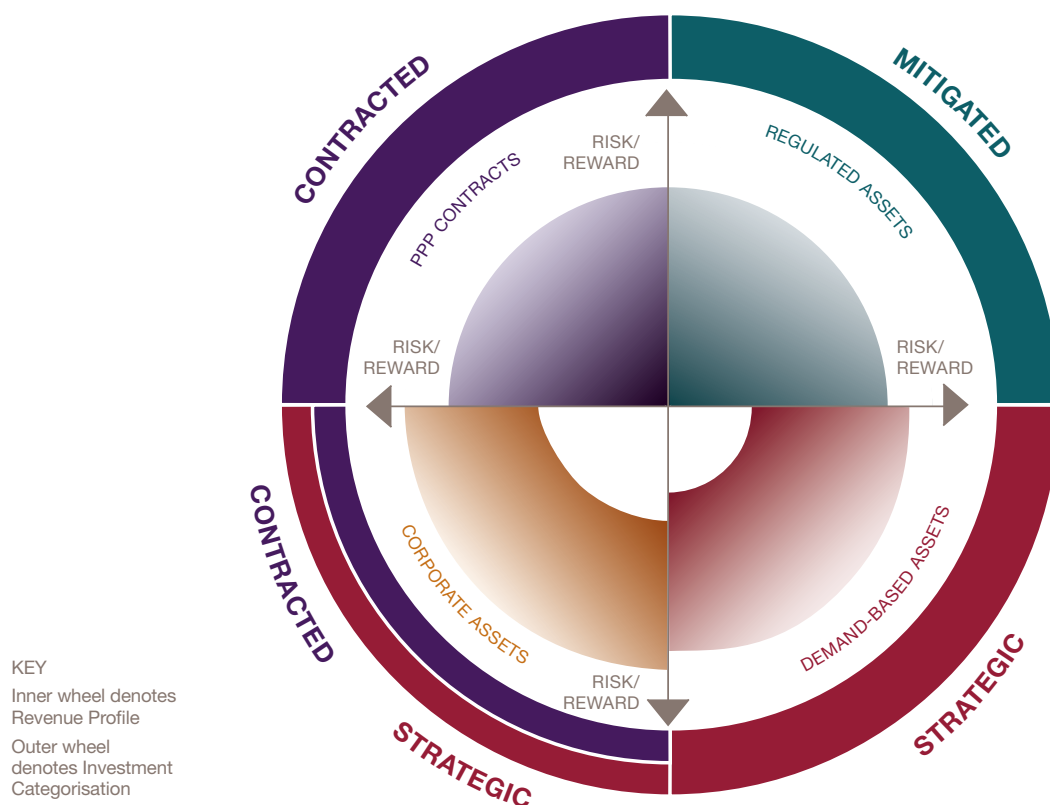 CONTRACTED
MITIGATED
RISK/
REWARD
PPP CONTRACTS
REGULATED ASSETS
RISK/
REWARD
RISK/
REWARD
CONTRACTED
CORPORATE ASSETS
DEMAND-BASED ASSETS
RISK/
REWARD
STRATEGIC
STRATEGIC
KEY
Inner wheel denotes
Revenue Profile
Outer wheel
denotes Investment
Categorisation